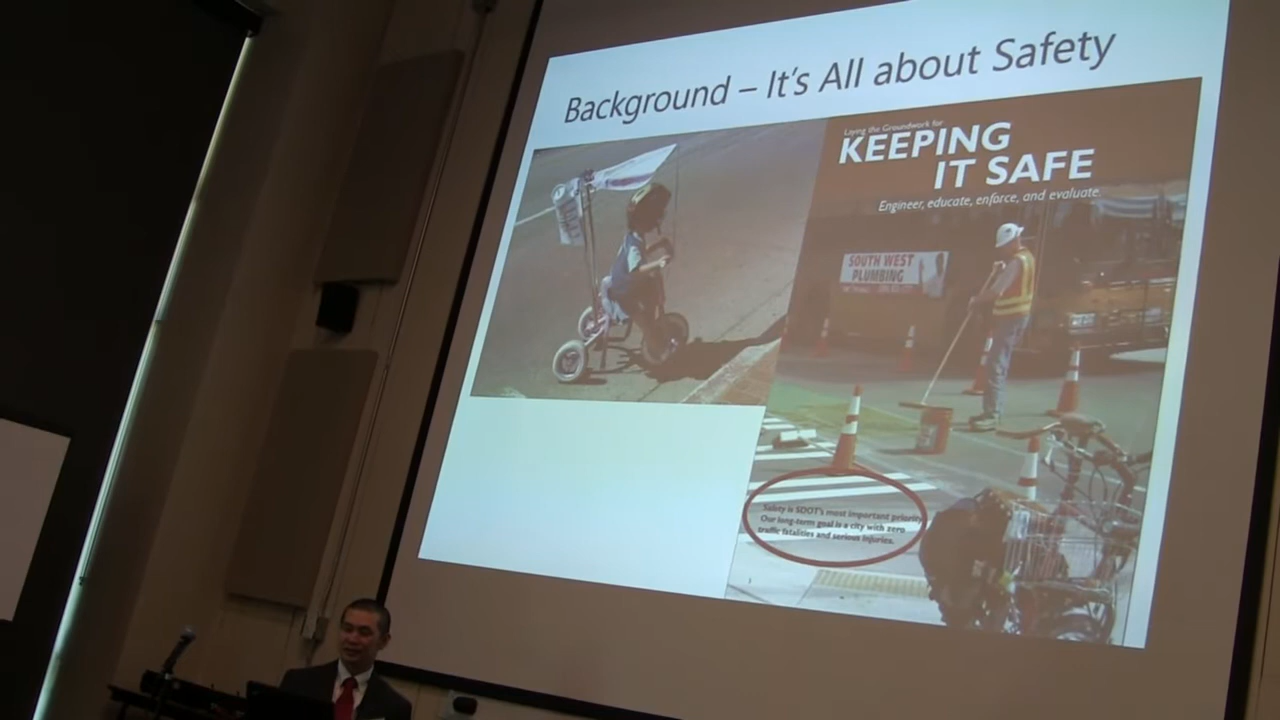 Background – It's All about Safety
Laying the Groundwork for
KEEPING
IT SAFE
Engineer, educate, enforce, and evaluate.
SOUTH WEST
PLUMBING
Safety is SDOT's most important priority.
Our long-term goal is a city with zero
traffic fatalities and serious injuries.